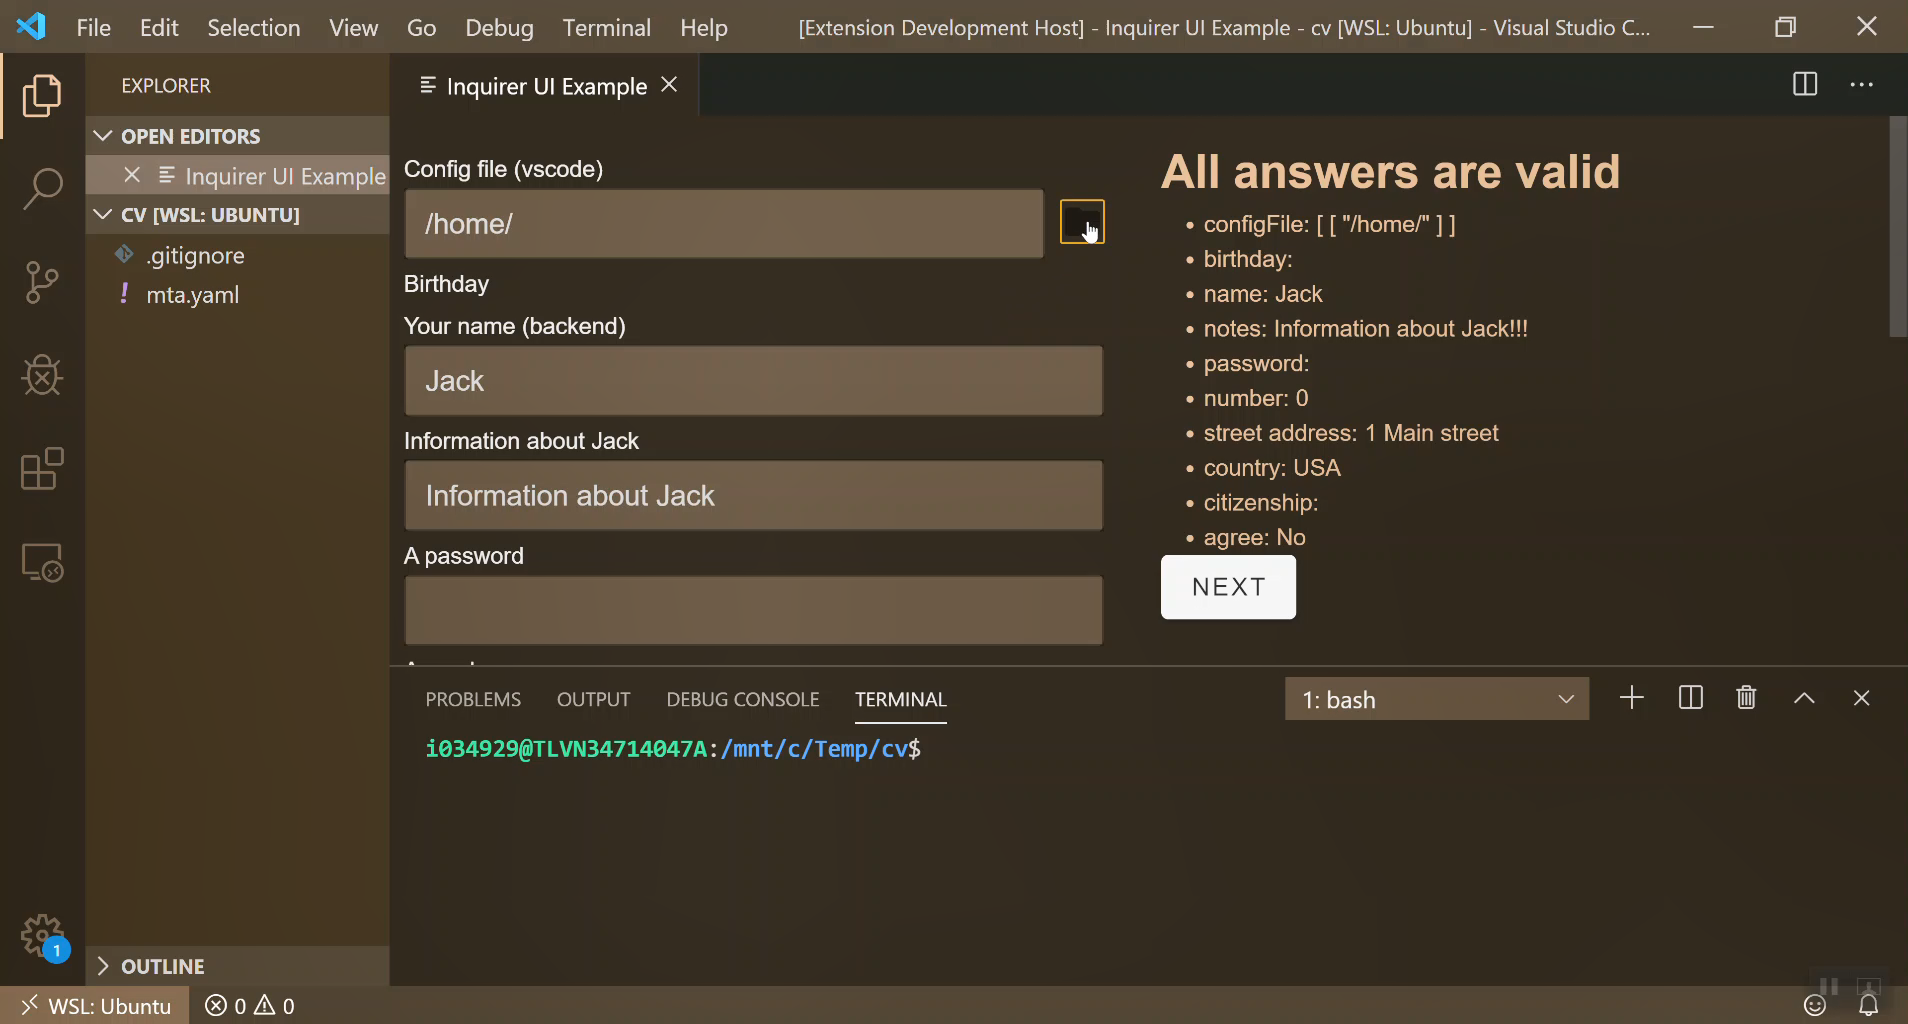 File Edit Selection View Go Debug Terminal Help
[Extension Development Host] - Inquirer UI Example - cv [WSL: Ubuntu] - Visual Studio C...
EXPLORER
OPEN EDITORS
Inquirer UI Example
CV [WSL: UBUNTU]
.gitignore
! mta.yaml
OUTLINE
1
Inquirer UI Example
Config file (vscode)
/home/
Birthday
Your name (backend)
Jack
Information about Jack
Information about Jack
A password
All answers are valid
• configFile: [ [ "/home/" ] ]
• birthday:
• name: Jack
• notes: Information about Jack!!!
• password:
• number: 0
• street address: 1 Main street
• country: USA
• citizenship:
• agree: No
NEXT
PROBLEMS OUTPUT DEBUG CONSOLE TERMINAL
1: bash
i034929@TLVN34714047A:/mnt/c/Temp/cv$
WSL: Ubuntu 0 0